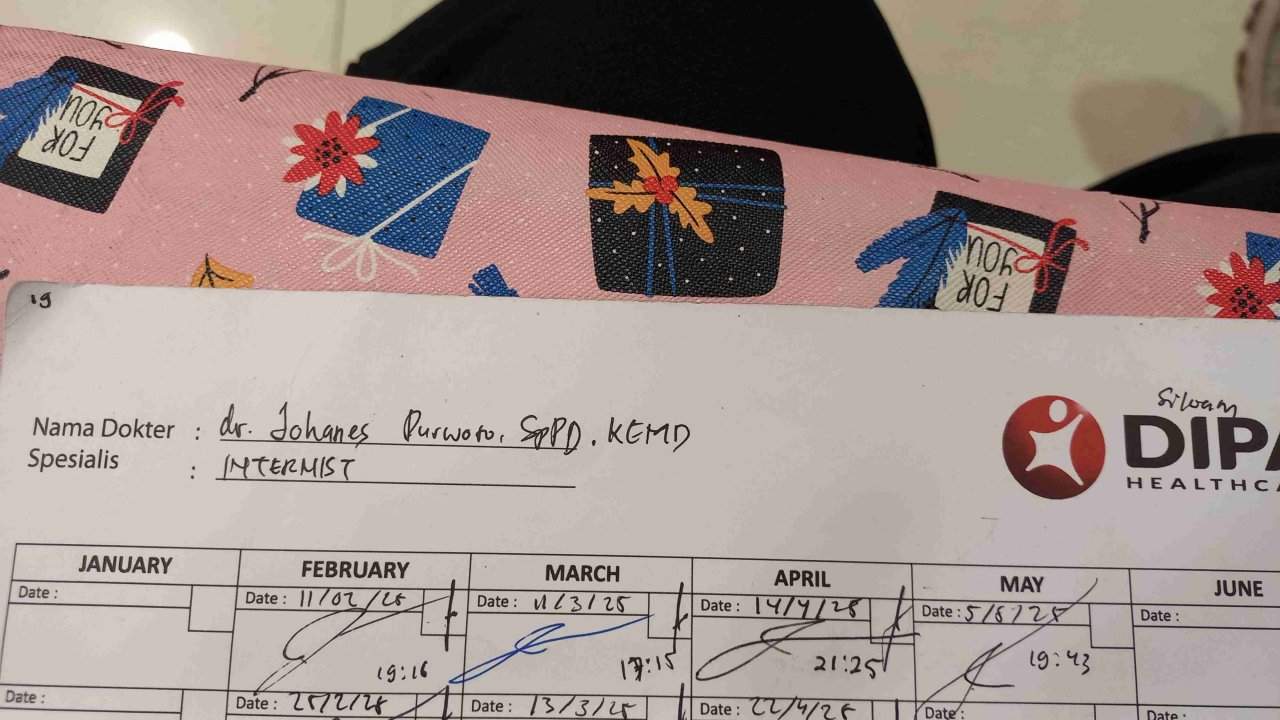 FOR YOU
FOR YOU
19
Nama Dokter : dr. Johanes Purwoto, SpPD, KEMD
Spesialis : INTERNIST
Silvam
DIPA
HEALTHCA
JANUARY FEBRUARY MARCH APRIL MAY JUNE
Date : Date : 11/02/25 Date : 11/3/25 Date : 14/4/25 Date : 5/5/25 Date :
19:16 17:15 21:25 19:43
Date : Date : 25/2/25 Date : 13/3/25 Date : 22/4/25 Date: Date :